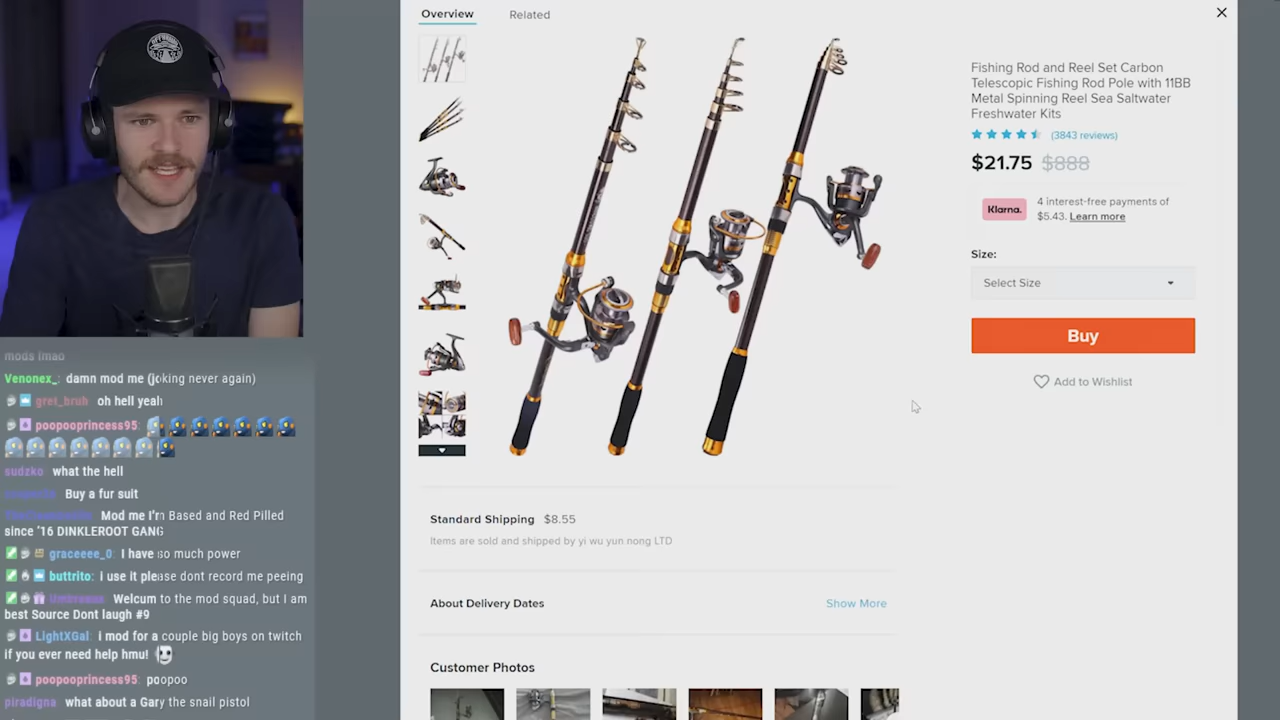 Overview
Related
Fishing Rod and Reel Set Carbon
Telescopic Fishing Rod Pole with 11BB
Metal Spinning Reel Sea Saltwater
Freshwater Kits
(3843 reviews)
$21.75 $888
Klarna.
4 interest-free payments of
$5.43. Learn more
Size:
Select Size
Buy
Add to Wishlist
Standard Shipping $8.55
Items are sold and shipped by yi wu yun nong LTD
About Delivery Dates
Show More
Customer Photos
mods lmao
Venonex_: damn mod me (joking never again)
gret_bruh oh hell yeah
poopooprincess95:
sudzko what the hell
Buy a fur suit
Mod me I'm Based and Red Pilled
since '16 DINKLEROOT GANG
graceeee_0: I have so much power
buttrito: I use it please dont record me peeing
Welcum to the mod squad, but I am
best Source Dont laugh #9
LightXGal: i mod for a couple big boys on twitch
if you ever need help hmu!
poopooprincess95: poopoo
piradigna what about a Gary the snail pistol